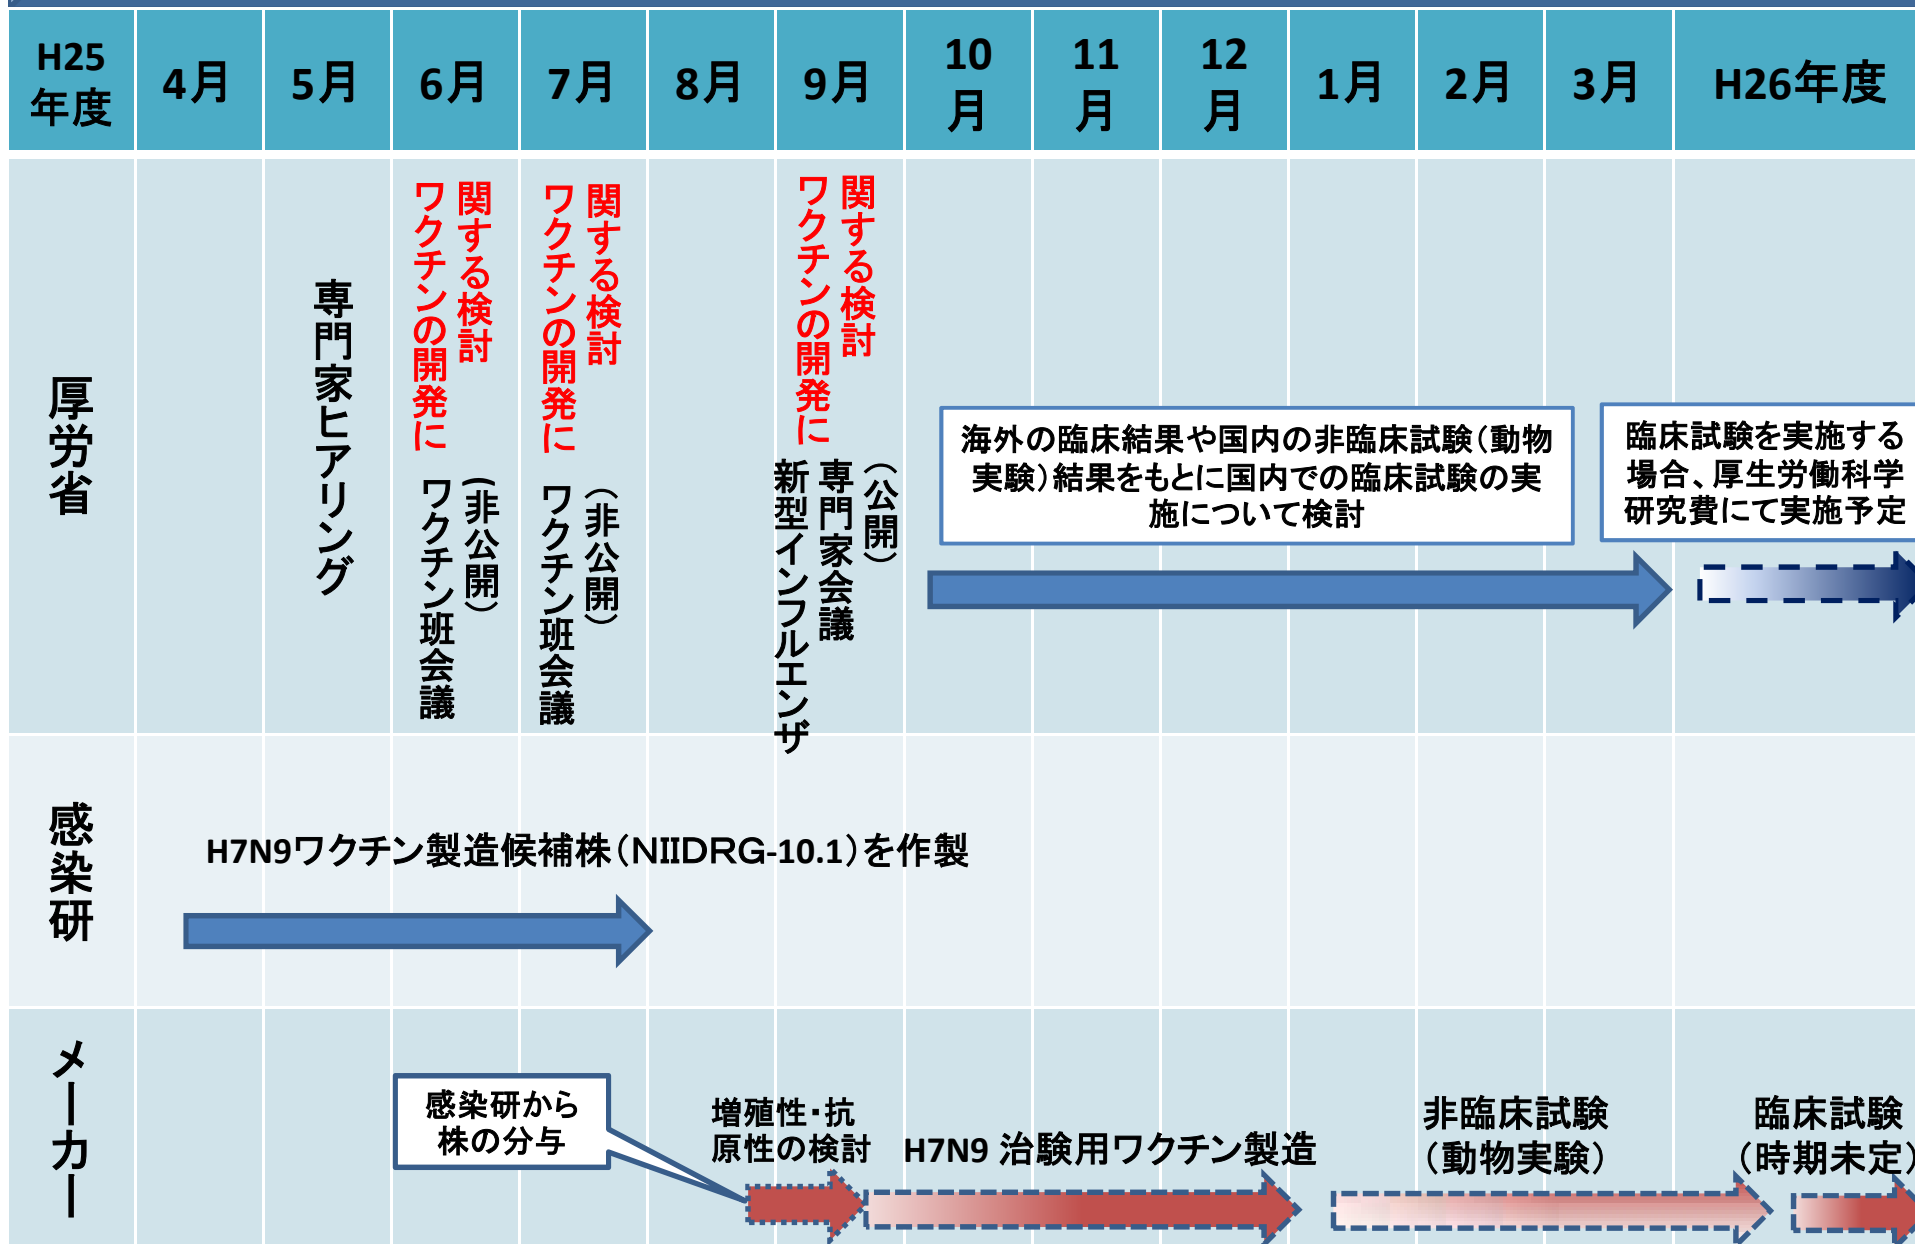 H25
年度
4月
5月
6月
7月
8月
9月
10
月
11
月
12
月
1月
2月
3月
H26年度
厚労省
専門家ヒアリング
関する検討
ワクチンの開発に
(非公開)
ワクチン班会議
関する検討
ワクチンの開発に
(非公開)
ワクチン班会議
関する検討
ワクチンの開発に
(公開)
専門家会議
新型インフルエンザ
海外の臨床結果や国内の非臨床試験(動物
実験)結果をもとに国内での臨床試験の実
施について検討
臨床試験を実施する
場合、厚生労働科学
研究費にて実施予定
感染研
H7N9ワクチン製造候補株(NIIDRG-10.1)を作製
メーカー
感染研から
株の分与
増殖性・抗
原性の検討
H7N9 治験用ワクチン製造
非臨床試験
(動物実験)
臨床試験
(時期未定)